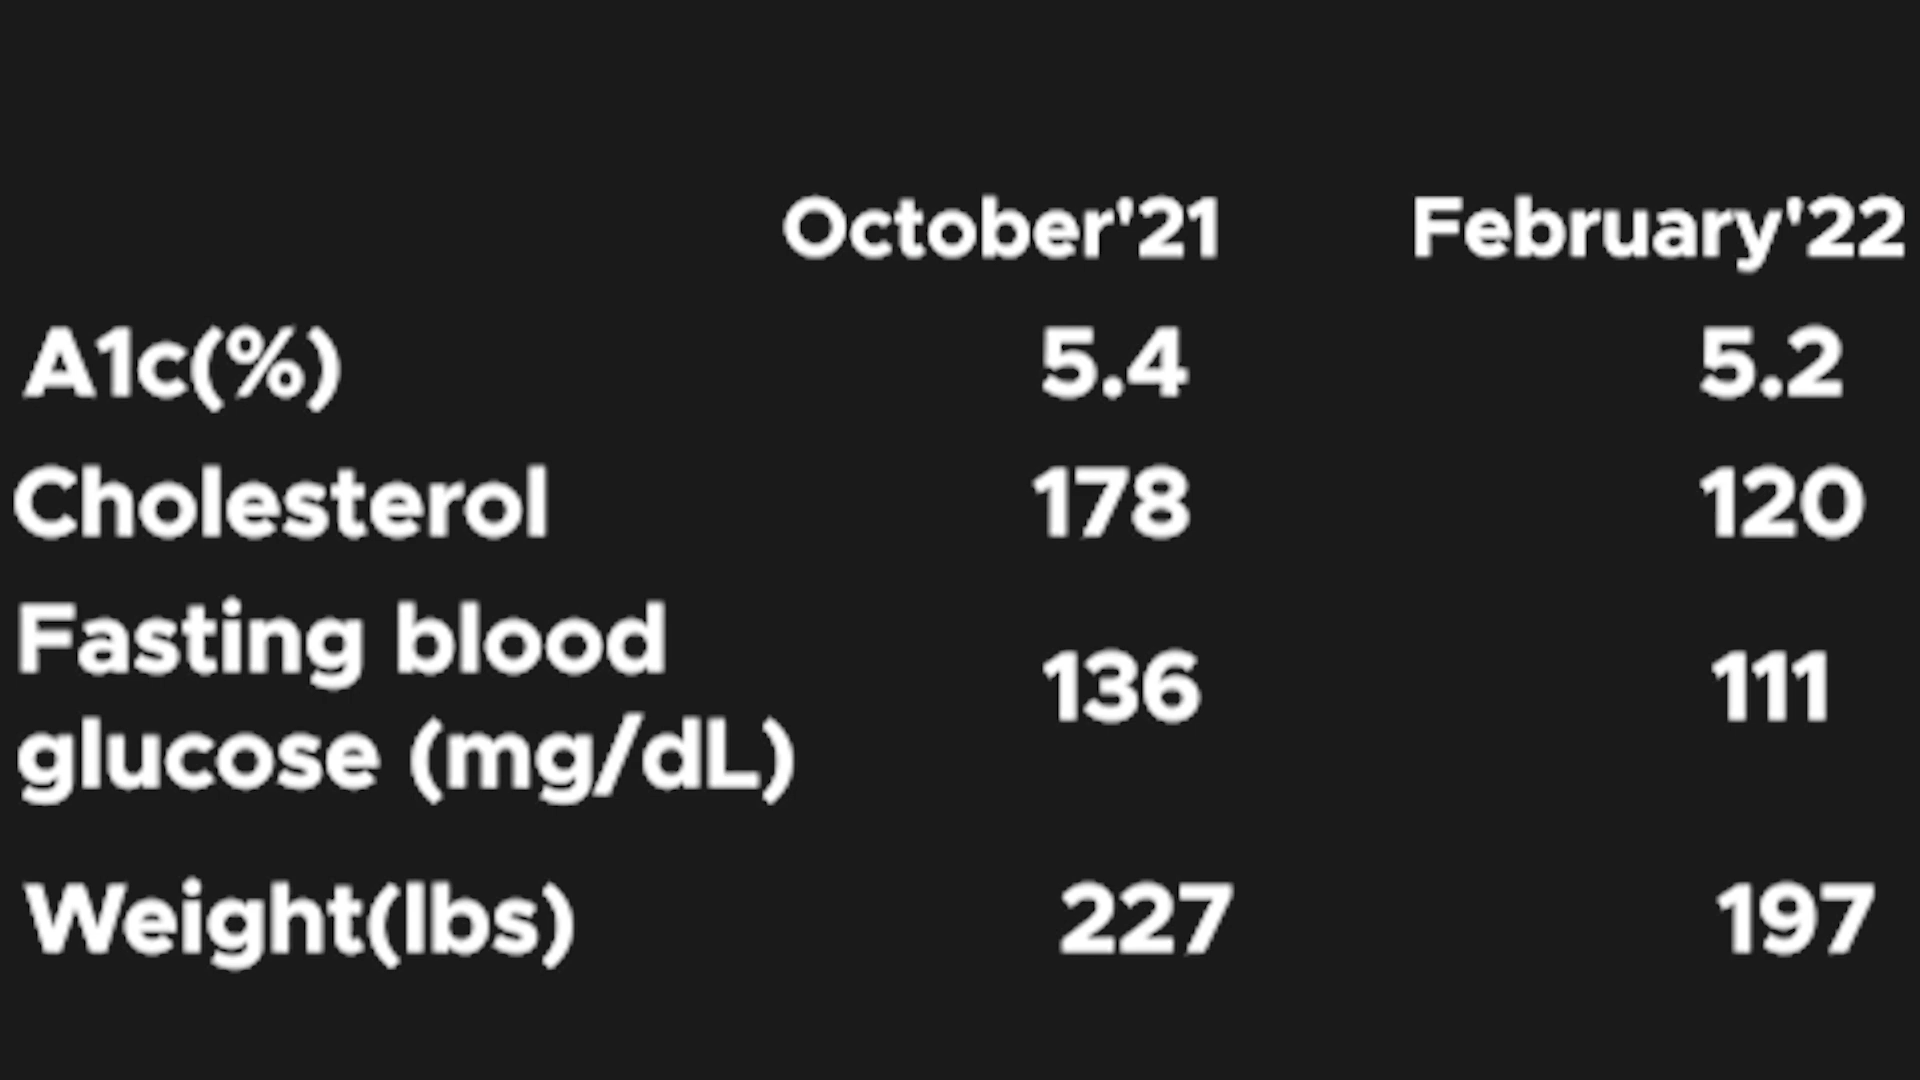 October'21 February'22
A1c(%) 5.4 5.2
Cholesterol 178 120
Fasting blood
glucose (mg/dL) 136 111
Weight(lbs) 227 197